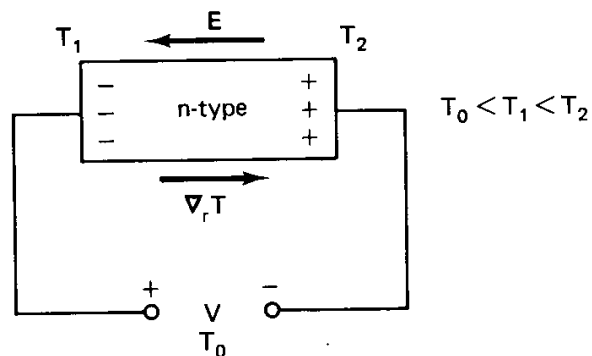 E
T₁ T₂
− +
− n-type + T₀ < T₁ < T₂
− +
∇ᵣT
+ −
V
T₀